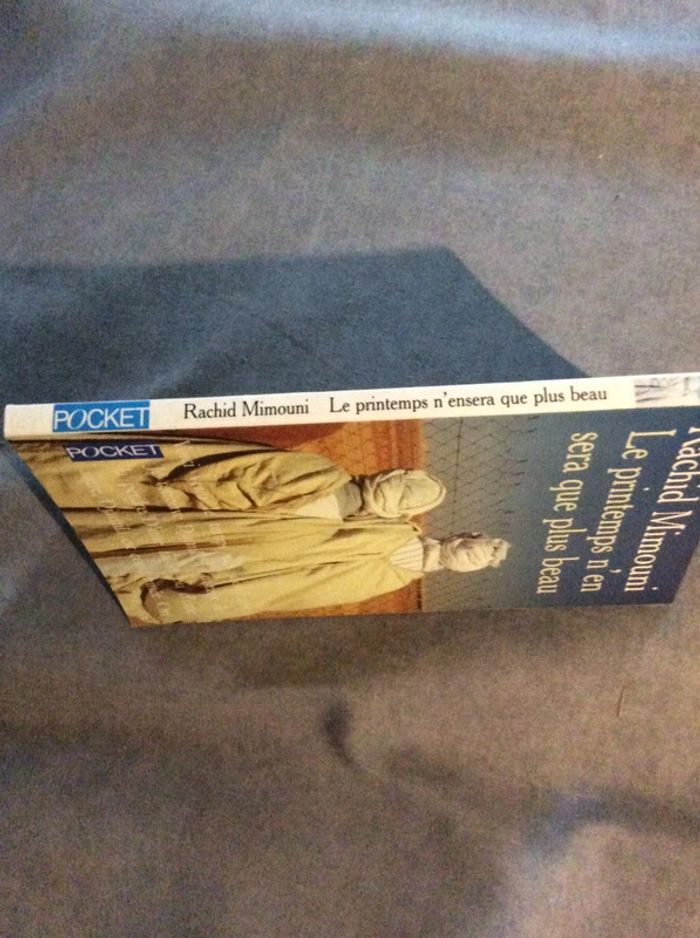 POCKET Rachid Mimouni Le printemps n'ensera que plus beau
Rachid Mimouni
Le printemps n'en
sera que plus beau
POCKET